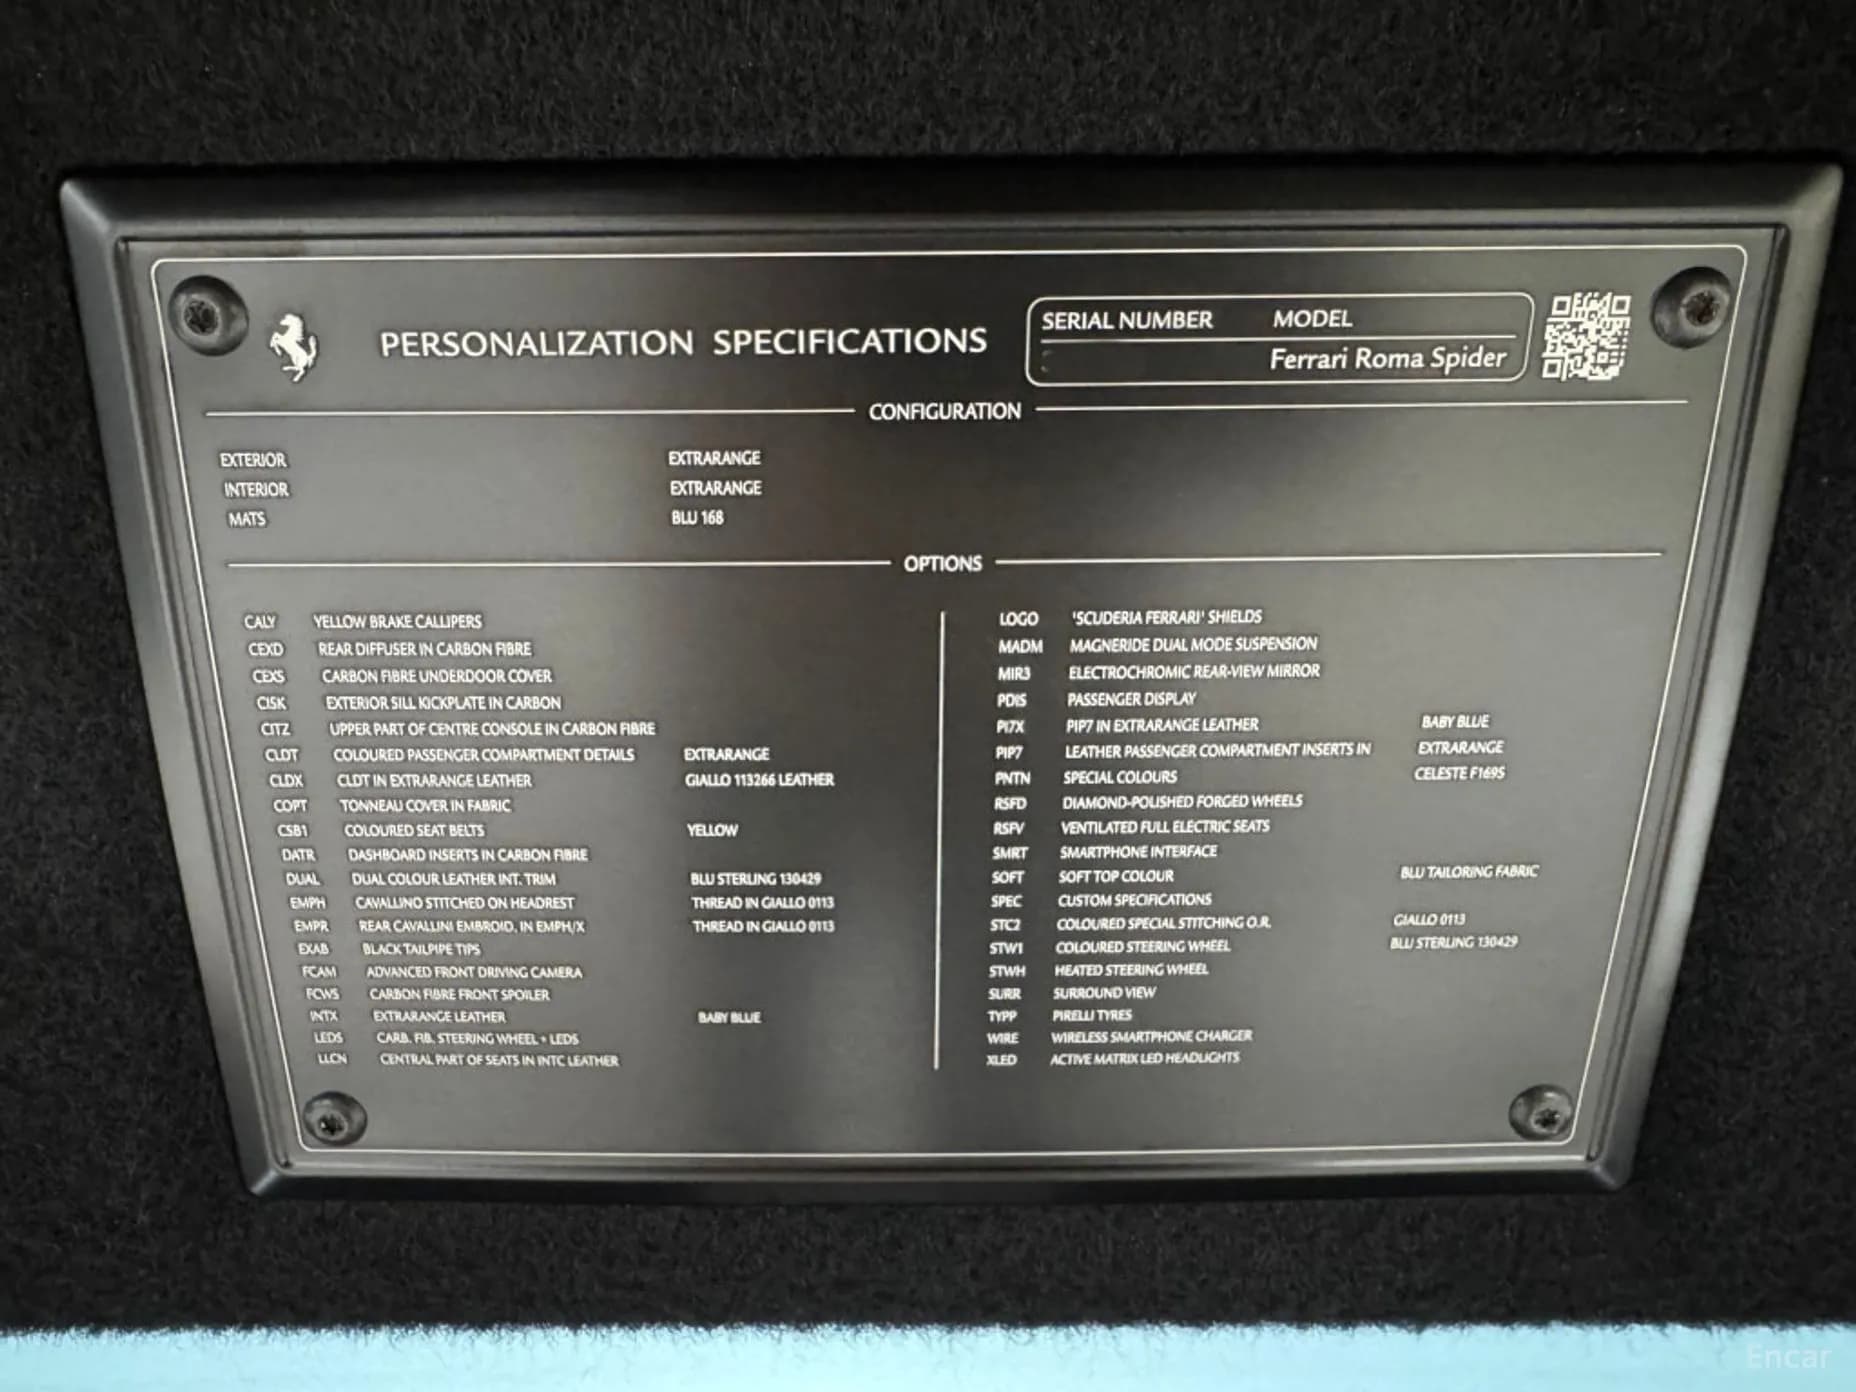 PERSONALIZATION SPECIFICATIONS
SERIAL NUMBER MODEL
Ferrari Roma Spider
CONFIGURATION
EXTERIOR EXTRARANGE
INTERIOR EXTRARANGE
MATS BLU 168
OPTIONS
CALY YELLOW BRAKE CALLIPERS
CEXD REAR DIFFUSER IN CARBON FIBRE
CEXS CARBON FIBRE UNDERDOOR COVER
CISK EXTERIOR SILL KICKPLATE IN CARBON
CITZ UPPER PART OF CENTRE CONSOLE IN CARBON FIBRE
CLDT COLOURED PASSENGER COMPARTMENT DETAILS EXTRARANGE
CLDX CLDT IN EXTRARANGE LEATHER GIALLO 113266 LEATHER
COPT TONNEAU COVER IN FABRIC
CSB1 COLOURED SEAT BELTS YELLOW
DATR DASHBOARD INSERTS IN CARBON FIBRE
DUAL DUAL COLOUR LEATHER INT. TRIM BLU STERLING 130429
EMPH CAVALLINO STITCHED ON HEADREST THREAD IN GIALLO 0113
EMPR REAR CAVALLINI EMBROID. IN EMPH/X THREAD IN GIALLO 0113
EXAB BLACK TAILPIPE TIPS
FCAM ADVANCED FRONT DRIVING CAMERA
FCWS CARBON FIBRE FRONT SPOILER
INTX EXTRARANGE LEATHER BABY BLUE
LEDS CARB. FIB. STEERING WHEEL + LEDS
LLCN CENTRAL PART OF SEATS IN INTC LEATHER
LOGO 'SCUDERIA FERRARI' SHIELDS
MADM MAGNERIDE DUAL MODE SUSPENSION
MIR3 ELECTROCHROMIC REAR-VIEW MIRROR
PDIS PASSENGER DISPLAY
PI7X PIP7 IN EXTRARANGE LEATHER BABY BLUE
PIP7 LEATHER PASSENGER COMPARTMENT INSERTS IN EXTRARANGE
PNTN SPECIAL COLOURS CELESTE F1695
RSFD DIAMOND-POLISHED FORGED WHEELS
RSFV VENTILATED FULL ELECTRIC SEATS
SMRT SMARTPHONE INTERFACE
SOFT SOFT TOP COLOUR BLU TAILORING FABRIC
SPEC CUSTOM SPECIFICATIONS
STC2 COLOURED SPECIAL STITCHING O.R. GIALLO 0113
STW1 COLOURED STEERING WHEEL BLU STERLING 130429
STWH HEATED STEERING WHEEL
SURR SURROUND VIEW
TYPP PIRELLI TYRES
WIRE WIRELESS SMARTPHONE CHARGER
XLED ACTIVE MATRIX LED HEADLIGHTS
Encar